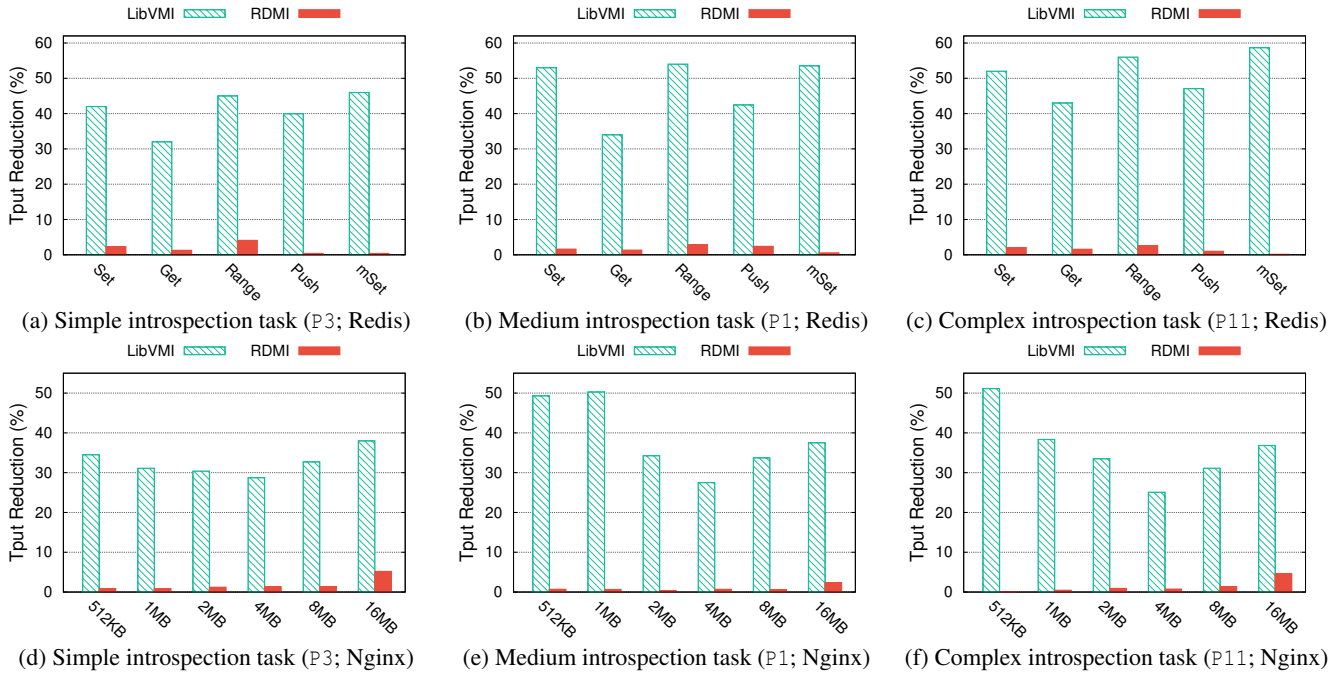 LibVMI RDMI
Tput Reduction (%)
60
50
40
30
20
10
0
Set Get Range Push mSet
(a) Simple introspection task (P3; Redis)
LibVMI RDMI
Tput Reduction (%)
60
50
40
30
20
10
0
Set Get Range Push mSet
(b) Medium introspection task (P1; Redis)
LibVMI RDMI
Tput Reduction (%)
60
50
40
30
20
10
0
Set Get Range Push mSet
(c) Complex introspection task (P11; Redis)
LibVMI RDMI
Tput Reduction (%)
50
40
30
20
10
0
512KB 1MB 2MB 4MB 8MB 16MB
(d) Simple introspection task (P3; Nginx)
LibVMI RDMI
Tput Reduction (%)
50
40
30
20
10
0
512KB 1MB 2MB 4MB 8MB 16MB
(e) Medium introspection task (P1; Nginx)
LibVMI RDMI
Tput Reduction (%)
50
40
30
20
10
0
512KB 1MB 2MB 4MB 8MB 16MB
(f) Complex introspection task (P11; Nginx)